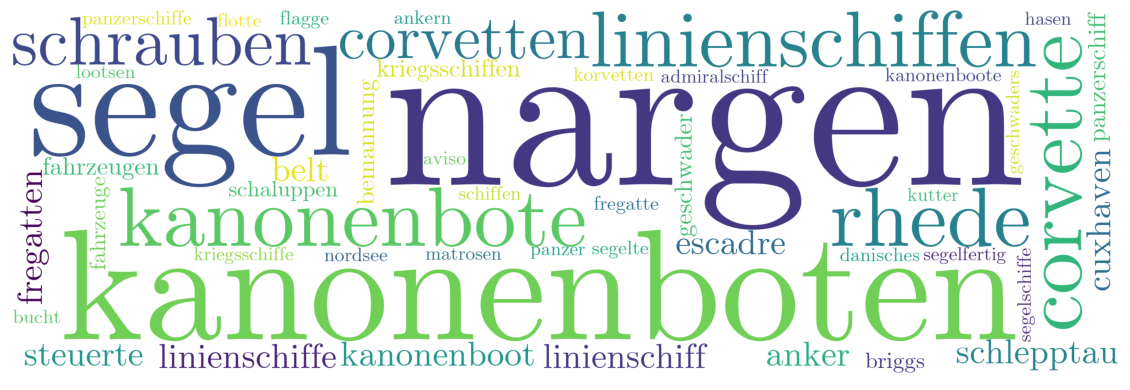 panzerschiffe flotte flagge ankern hasen
schrauben corvetten linienschiffen
lootsen kriegsschiffen korvetten admiralschiff kanonenboote
segel nargen
bemannung
geschwader
geschwaders
corvette
panzerschiff
fahrzeugen belt aviso
schaluppen schiffen fregatte kutter
cuxhaven
fregatten
fahrzeuge
kanonenbote rhede
escadre
kriegsschiffe nordsee matrosen panzer segelte danisches segelfertig
kanonenboten
segelschiffe
bucht
steuerte linienschiffe kanonenboot linienschiff anker briggs schlepptau